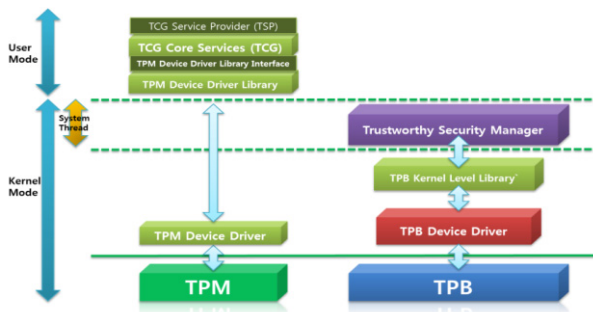 TCG Service Provider (TSP)
TCG Core Services (TCG)
TPM Device Driver Library Interface
TPM Device Driver Library
User
Mode
System
Thread
Kernel
Mode
Trustworthy Security Manager
TPB Kernel Level Library`
TPM Device Driver
TPB Device Driver
TPM
TPB